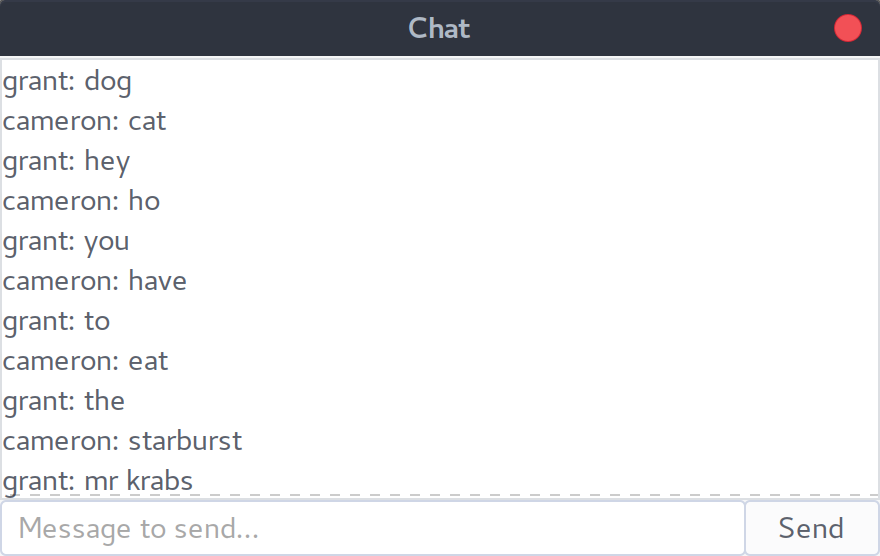 Chat
grant: dog
cameron: cat
grant: hey
cameron: ho
grant: you
cameron: have
grant: to
cameron: eat
grant: the
cameron: starburst
grant: mr krabs
Message to send...
Send